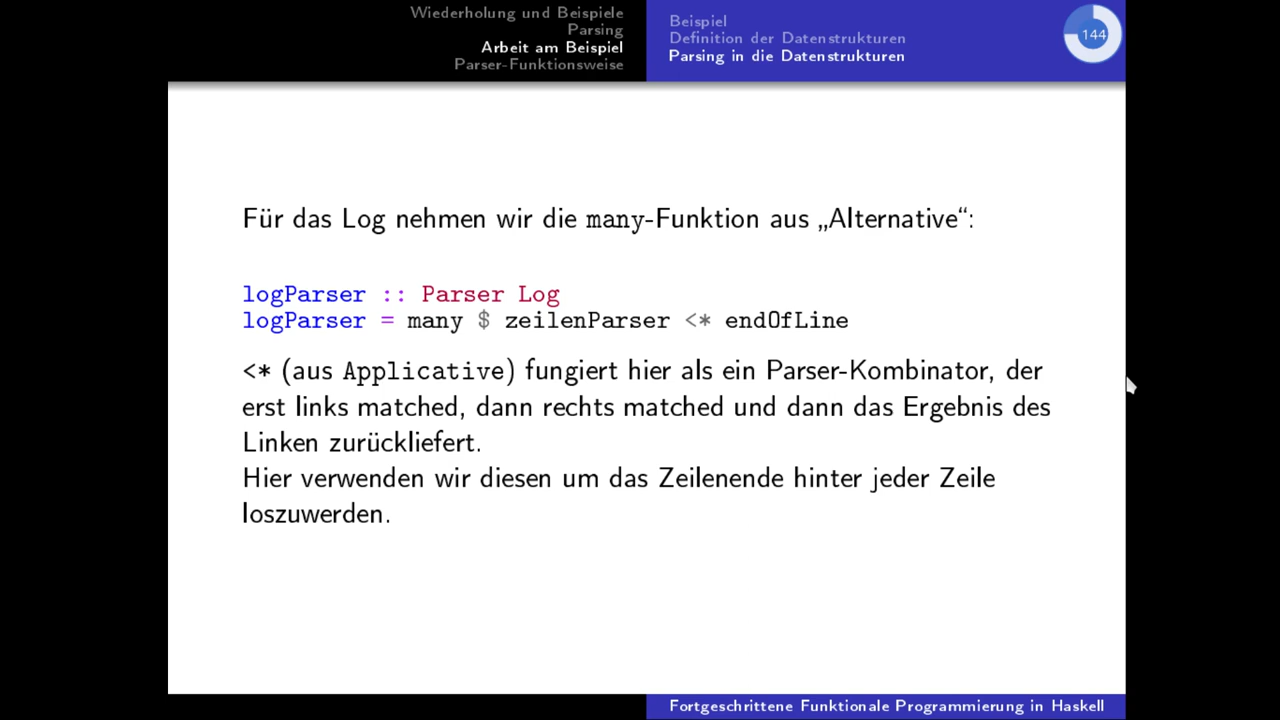 Wiederholung und Beispiele
Parsing
Arbeit am Beispiel
Parser-Funktionsweise
Beispiel
Definition der Datenstrukturen
Parsing in die Datenstrukturen
144
Für das Log nehmen wir die many-Funktion aus „Alternative“:
logParser :: Parser Log
logParser = many $ zeilenParser <* endOfLine
<* (aus Applicative) fungiert hier als ein Parser-Kombinator, der
erst links matched, dann rechts matched und dann das Ergebnis des
Linken zurückliefert.
Hier verwenden wir diesen um das Zeilenende hinter jeder Zeile
loszuwerden.
Fortgeschrittene Funktionale Programmierung in Haskell